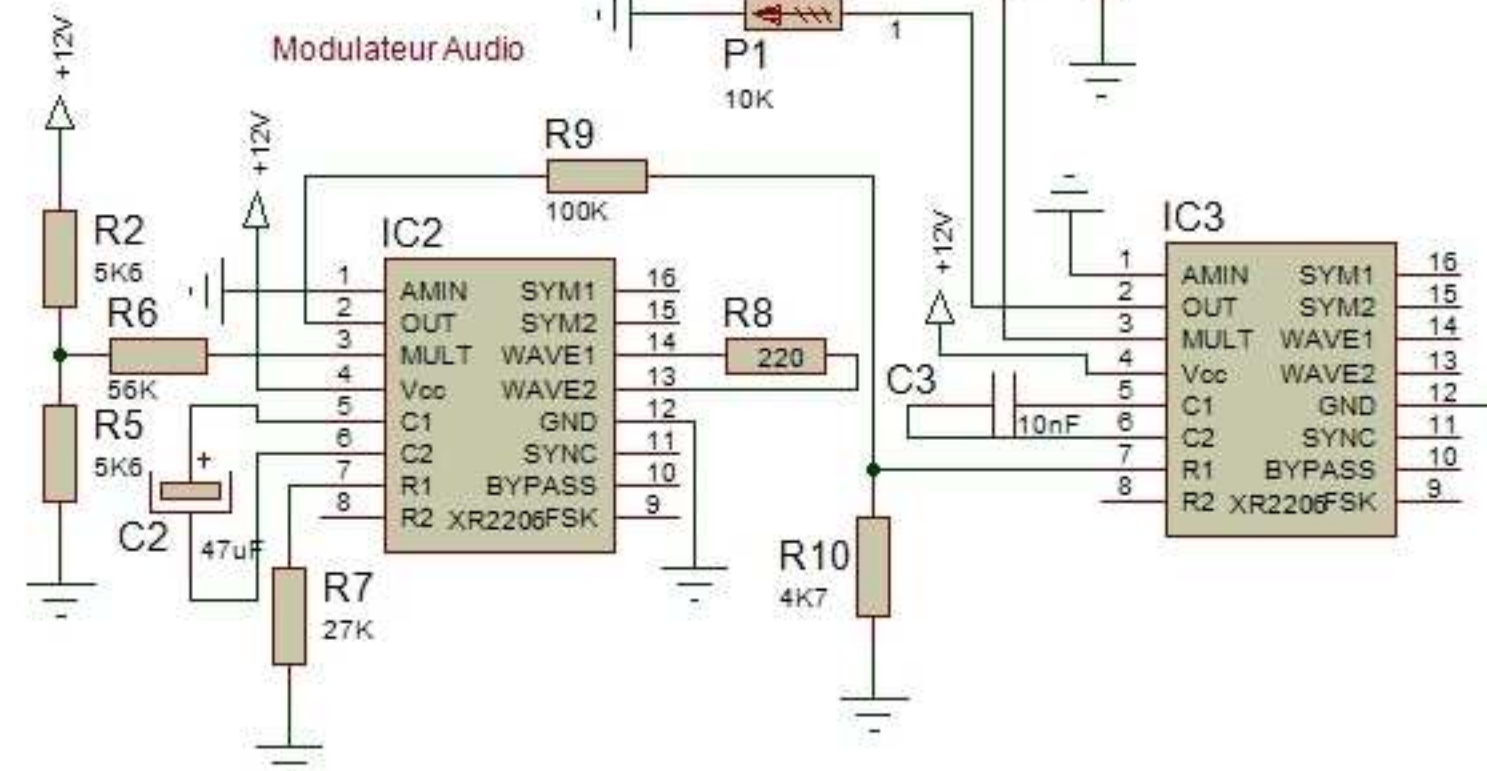 +12V
Modulateur Audio
P1
10K
1
+12V
R9
100K
R2
5K6
R6
56K
R5
5K6
+
C2
47uF
R7
27K
IC2
1 AMIN SYM1 16
2 OUT SYM2 15
3 MULT WAVE1 14
4 Vcc WAVE2 13
5 C1 GND 12
6 C2 SYNC 11
7 R1 BYPASS 10
8 R2 XR2206 FSK 9
R8
220
R10
4K7
+12V
C3
10nF
IC3
1 AMIN SYM1 16
2 OUT SYM2 15
3 MULT WAVE1 14
4 Vcc WAVE2 13
5 C1 GND 12
6 C2 SYNC 11
7 R1 BYPASS 10
8 R2 XR2206 FSK 9